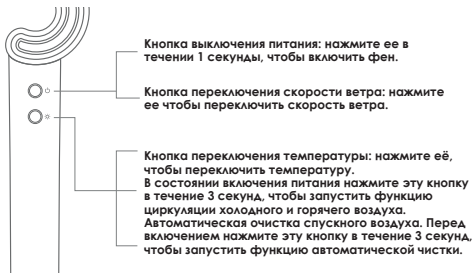 Кнопка выключения питания: нажмите ее в
течении 1 секунды, чтобы включить фен.
Кнопка переключения скорости ветра: нажмите
ее чтобы переключить скорость ветра.
Кнопка переключения температуры: нажмите её,
чтобы переключить температуру.
В состоянии включения питания нажмите эту кнопку
в течение 3 секунд, чтобы запустить функцию
циркуляции холодного и горячего воздуха.
Автоматическая очистка спускного воздуха. Перед
включением нажмите эту кнопку в течение 3 секунд,
чтобы запустить функцию автоматической чистки.